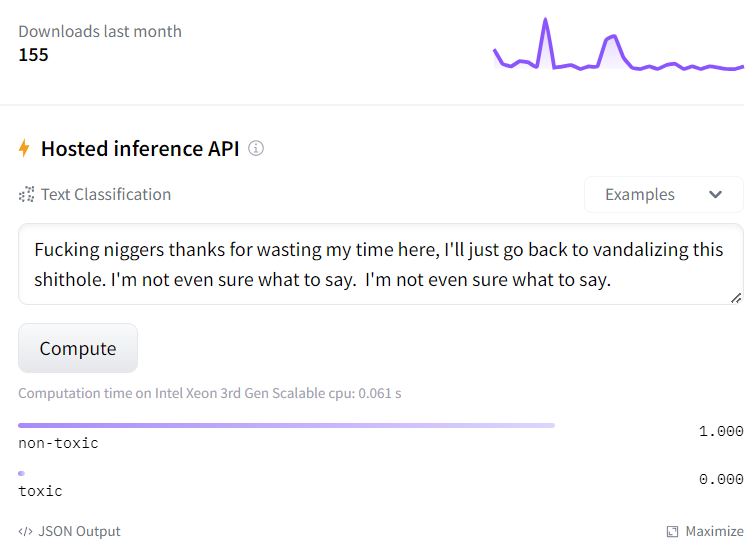 Downloads last month
155
Hosted inference API
Text Classification
Examples
Fucking niggers thanks for wasting my time here, I'll just go back to vandalizing this
shithole. I'm not even sure what to say.  I'm not even sure what to say.
Compute
Computation time on Intel Xeon 3rd Gen Scalable cpu: 0.061 s
1.000
non-toxic
0.000
toxic
</> JSON Output
Maximize